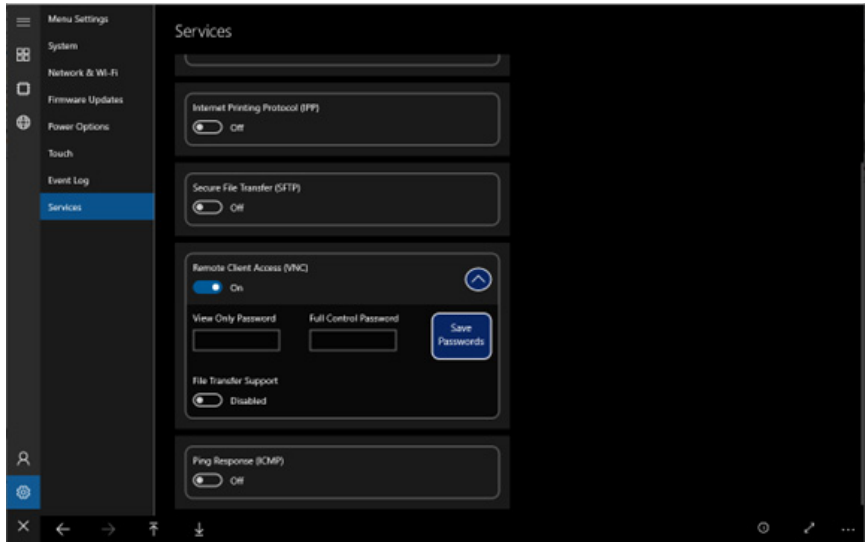 Menu Settings
System
Network & Wi-Fi
Firmware Updates
Power Options
Touch
Event Log
Services
Services
Internet Printing Protocol (IPP)
Off
Secure File Transfer (SFTP)
Off
Remote Client Access (VNC)
On
View Only Password
Full Control Password
Save
Passwords
File Transfer Support
Disabled
Ping Response (ICMP)
Off